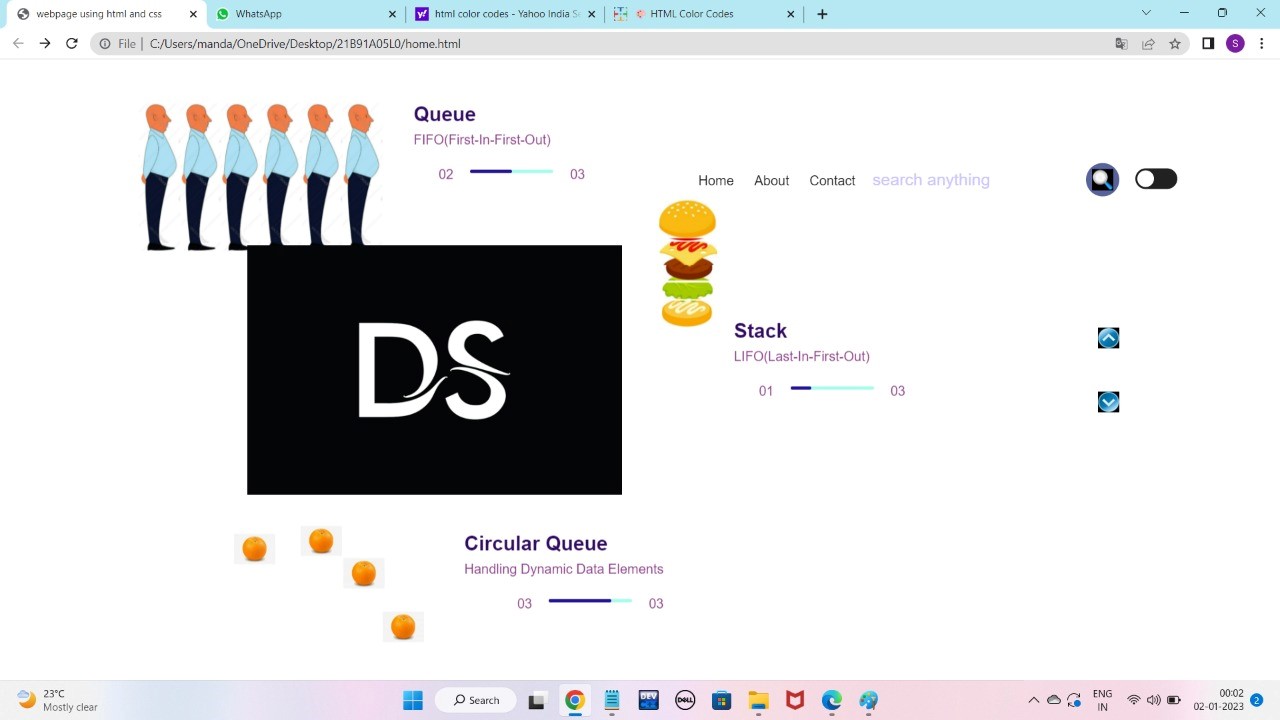 webpage using html and css
WhatsApp
html color codes - Yahoo India Se
HTML Color Codes
File | C:/Users/manda/OneDrive/Desktop/21B91A05L0/home.html
S
Queue
FIFO(First-In-First-Out)
02 03
Home About Contact search anything
DS
Stack
LIFO(Last-In-First-Out)
01 03
Circular Queue
Handling Dynamic Data Elements
03 03
23°C
Mostly clear
Search
DEV
DELL
ENG
IN
00:02
02-01-2023
2